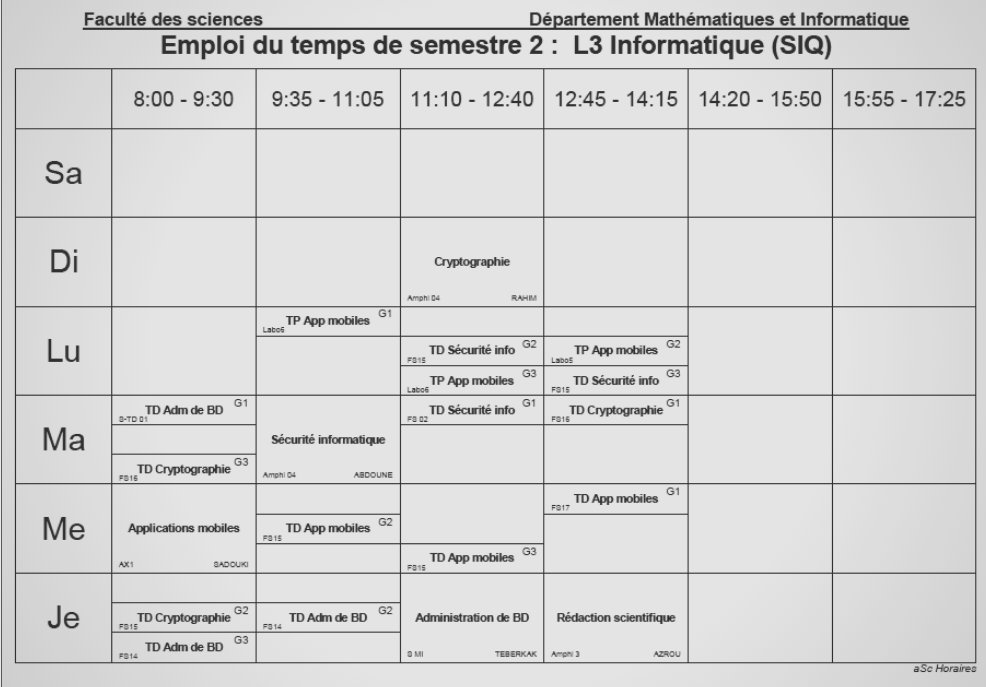 Faculté des sciences Département Mathématiques et Informatique
Emploi du temps de semestre 2 : L3 Informatique (SIQ)
8:00 - 9:30 9:35 - 11:05 11:10 - 12:40 12:45 - 14:15 14:20 - 15:50 15:55 - 17:25
Sa
Di
Cryptographie
Amphi 04 RAHIM
Lu
TP App mobiles G1
Labo6
TD Sécurité info G2
FS15
TP App mobiles G2
Labo5
TP App mobiles G3
Labo6
TD Sécurité info G3
FS15
Ma
TD Adm de BD G1
S-TD 01
TD Cryptographie G3
FS16
Sécurité informatique
Amphi 04 ABDOUNE
TD Sécurité info G1
FS 02
TD Cryptographie G1
FS16
Me
Applications mobiles
AX1 SADOUKI
TD App mobiles G2
FS15
TD App mobiles G3
FS15
TD App mobiles G1
FS17
Je
TD Cryptographie G2
FS15
TD Adm de BD G3
FS14
TD Adm de BD G2
FS14
Administration de BD
S MI TEBERKAK
Rédaction scientifique
Amphi 3 AZROU
aSc Horaires